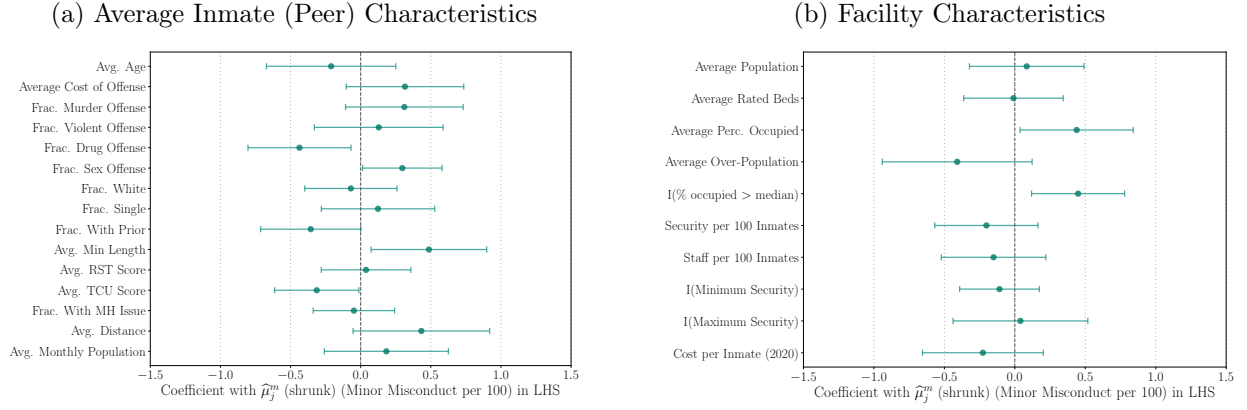 (a) Average Inmate (Peer) Characteristics
Avg. Age
Average Cost of Offense
Frac. Murder Offense
Frac. Violent Offense
Frac. Drug Offense
Frac. Sex Offense
Frac. White
Frac. Single
Frac. With Prior
Avg. Min Length
Avg. RST Score
Avg. TCU Score
Frac. With MH Issue
Avg. Distance
Avg. Monthly Population
−1.5 −1.0 −0.5 0.0 0.5 1.0 1.5
Coefficient with μ̂ᵐⱼ (shrunk) (Minor Misconduct per 100) in LHS
(b) Facility Characteristics
Average Population
Average Rated Beds
Average Perc. Occupied
Average Over-Population
I(% occupied > median)
Security per 100 Inmates
Staff per 100 Inmates
I(Minimum Security)
I(Maximum Security)
Cost per Inmate (2020)
−1.5 −1.0 −0.5 0.0 0.5 1.0 1.5
Coefficient with μ̂ᵐⱼ (shrunk) (Minor Misconduct per 100) in LHS